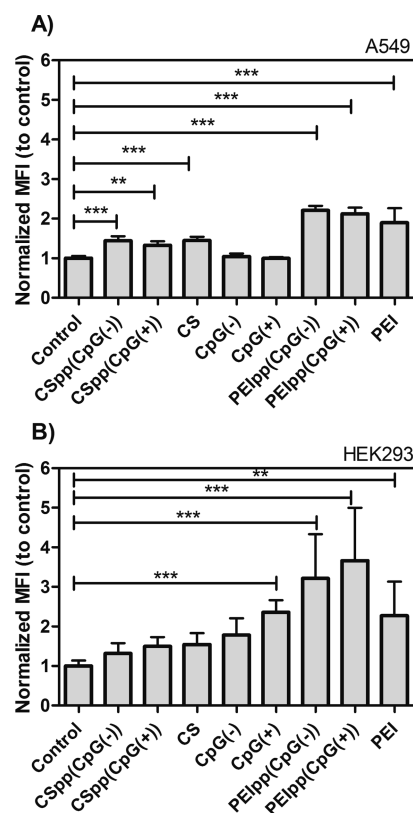 A)
A549
Normalized MFI (to control)
6
5
4
3
2
1
0
***
***
***
***
**
***
Control
CSpp(CpG(-))
CSpp(CpG(+))
CS
CpG(-)
CpG(+)
PEIpp(CpG(-))
PEIpp(CpG(+))
PEI
B)
HEK293
Normalized MFI (to control)
6
5
4
3
2
1
0
**
***
***
***
Control
CSpp(CpG(-))
CSpp(CpG(+))
CS
CpG(-)
CpG(+)
PEIpp(CpG(-))
PEIpp(CpG(+))
PEI